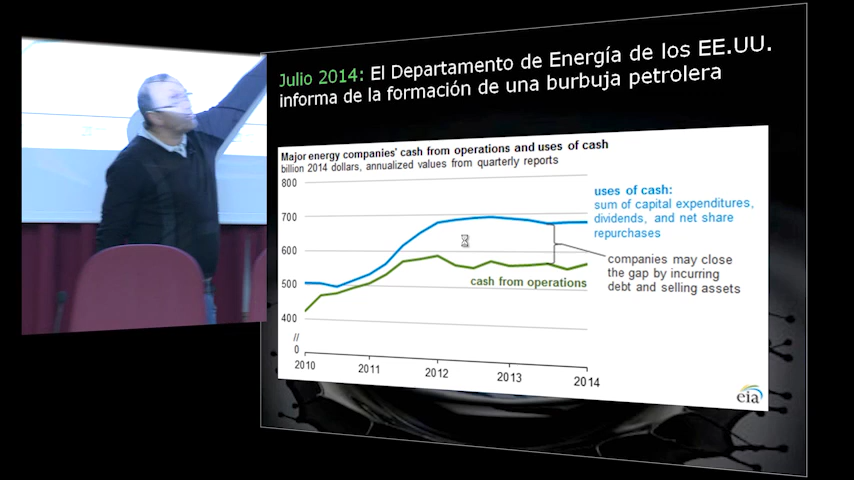 Julio 2014: El Departamento de Energía de los EE.UU.
informa de la formación de una burbuja petrolera
Major energy companies' cash from operations and uses of cash
billion 2014 dollars, annualized values from quarterly reports
800
700
600
500
400
//
0
2010
2011
2012
2013
2014
uses of cash:
sum of capital expenditures,
dividends, and net share
repurchases
companies may close
the gap by incurring
debt and selling assets
cash from operations
eia